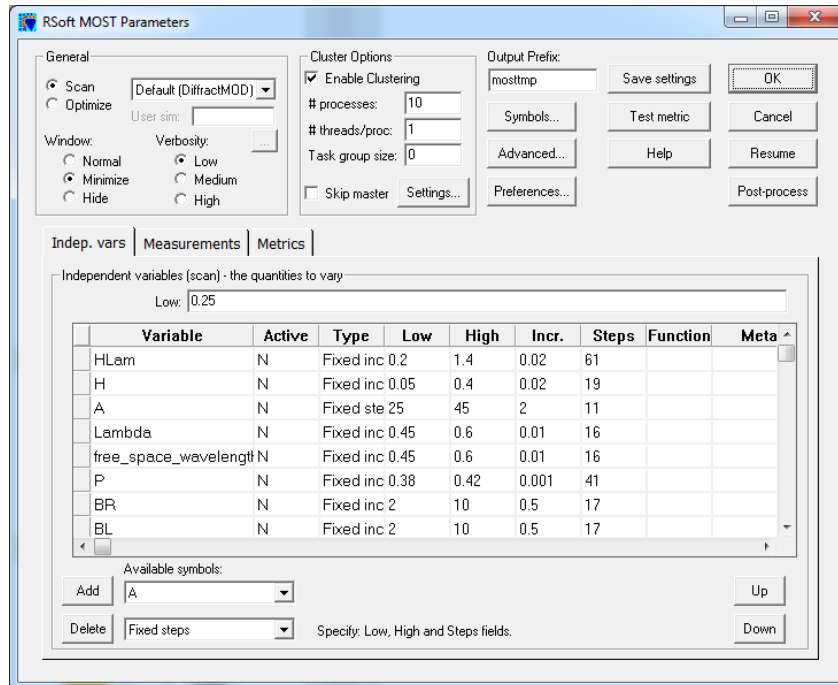 RSoft MOST Parameters
General
Scan
Optimize
Default (DiffractMOD)
User sim:
...
Window:
Normal
Minimize
Hide
Verbosity:
Low
Medium
High
Cluster Options
Enable Clustering
# processes: 10
# threads/proc: 1
Task group size: 0
Skip master
Settings...
Output Prefix:
mosttmp
Symbols...
Advanced...
Preferences...
Save settings
Test metric
Help
OK
Cancel
Resume
Post-process
Indep. vars Measurements Metrics
Independent variables (scan) - the quantities to vary
Low: 0.25
Variable Active Type Low High Incr. Steps Function Meta
HLam N Fixed inc 0.2 1.4 0.02 61
H N Fixed inc 0.05 0.4 0.02 19
A N Fixed ste 25 45 2 11
Lambda N Fixed inc 0.45 0.6 0.01 16
free_space_wavelengtl N Fixed inc 0.45 0.6 0.01 16
P N Fixed inc 0.38 0.42 0.001 41
BR N Fixed inc 2 10 0.5 17
BL N Fixed inc 2 10 0.5 17
Available symbols:
Add A Up
Delete Fixed steps Specify: Low, High and Steps fields. Down